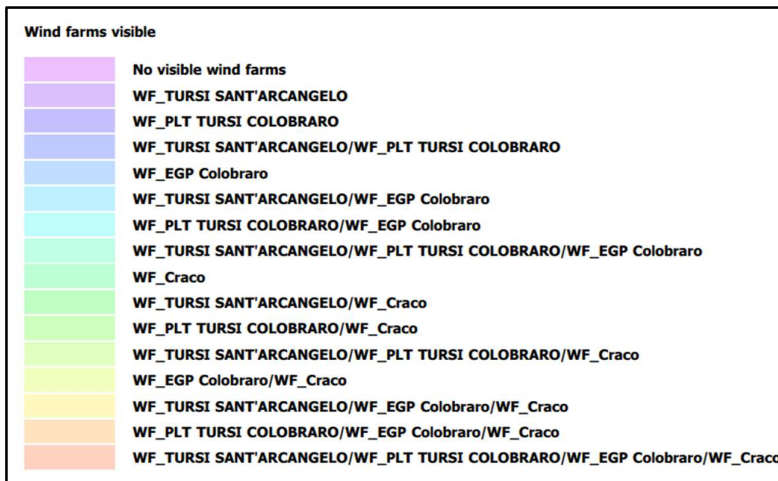 Wind farms visible
No visible wind farms
WF_TURSI SANT'ARCANGELO
WF_PLT TURSI COLOBRARO
WF_TURSI SANT'ARCANGELO/WF_PLT TURSI COLOBRARO
WF_EGP Colobraro
WF_TURSI SANT'ARCANGELO/WF_EGP Colobraro
WF_PLT TURSI COLOBRARO/WF_EGP Colobraro
WF_TURSI SANT'ARCANGELO/WF_PLT TURSI COLOBRARO/WF_EGP Colobraro
WF_Craco
WF_TURSI SANT'ARCANGELO/WF_Craco
WF_PLT TURSI COLOBRARO/WF_Craco
WF_TURSI SANT'ARCANGELO/WF_PLT TURSI COLOBRARO/WF_Craco
WF_EGP Colobraro/WF_Craco
WF_TURSI SANT'ARCANGELO/WF_EGP Colobraro/WF_Craco
WF_PLT TURSI COLOBRARO/WF_EGP Colobraro/WF_Craco
WF_TURSI SANT'ARCANGELO/WF_PLT TURSI COLOBRARO/WF_EGP Colobraro/WF_Craco